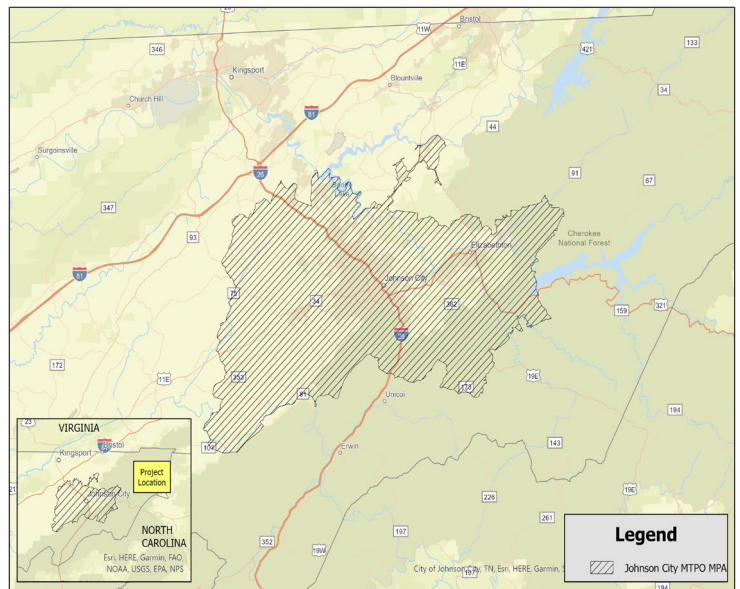 26
11W
Bristol
346
133
421
Kingsport
11E
Blountville
34
Church Hill
81
44
Surgoinsville
26
91
67
347
93
Cherokee
National Forest
Elizabethton
81
Johnson City
75
34
362
321
159
26
172
11E
353
81
173
19E
Unicoi
194
107
Erwin
143
226
19E
261
197
352
19W
City of Johnson City, TN, Esri, HERE, Garmin,
197
194
23
VIRGINIA
Bristol
Kingsport
Project
Location
Johnson City
NORTH
CAROLINA
Esri, HERE, Garmin, FAO,
NOAA, USGS, EPA, NPS
Legend
Johnson City MTPO MPA